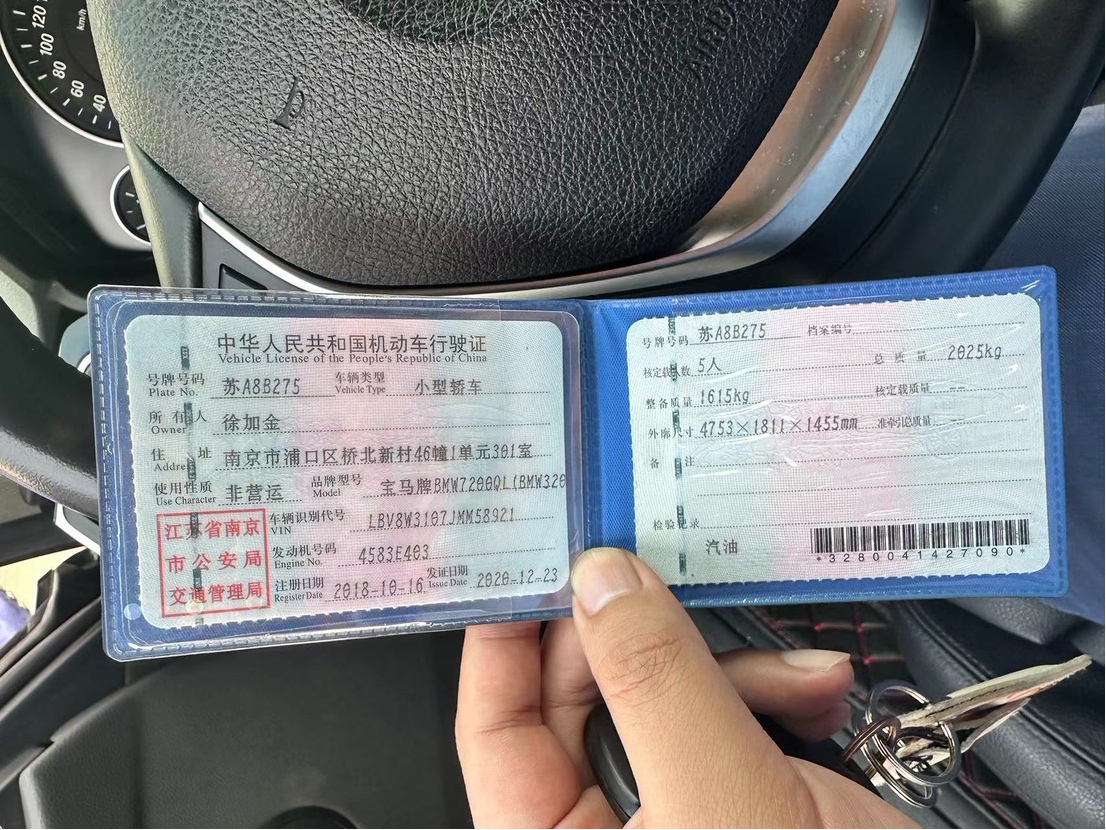 120
100
80
60
40
km/h
中华人民共和国机动车行驶证
Vehicle License of the People's Republic of China
号牌号码 苏A8B275 车辆类型 小型轿车
Plate No. Vehicle Type
所有人 徐加金
Owner
住址 南京市浦口区桥北新村46幢1单元301室
Address
使用性质 非营运 品牌型号 宝马牌BMW7200QL(BMW320
Use Character Model
江苏省南京
市公安局
交通管理局
车辆识别代号 LBV8W3107JMM58921
VIN
发动机号码 4583E403
Engine No.
注册日期 2018-10-16 发证日期 2020-12-23
Register Date Issue Date
号牌号码 苏A8B275 档案编号
核定载人数 5人 总质量 2025kg
整备质量 1615kg 核定载质量 --
外廓尺寸 4753×1811×1455mm 准牵引总质量 --
备注
检验记录
汽油
*3280041427090*